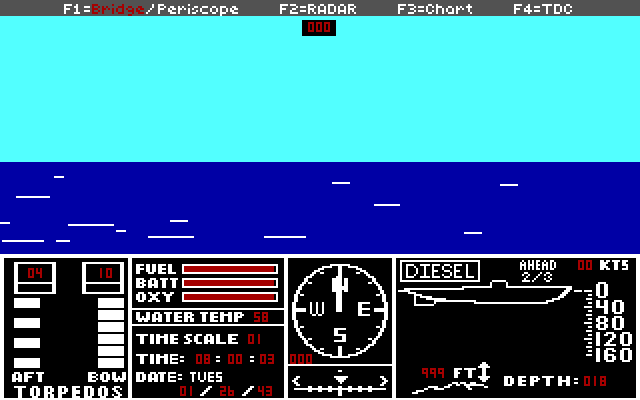 F1=Bridge/Periscope F2=RADAR F3=Chart F4=TDC
000
04 10
AFT BOW
TORPEDOS
FUEL
BATT
OXY
WATER TEMP 58
TIME SCALE 01
TIME: 08:00:03
DATE: TUES
01 / 26 / 43
N
W E
S
000
DIESEL
AHEAD
2/3
00 KTS
0
40
80
120
160
999 FT
DEPTH:018